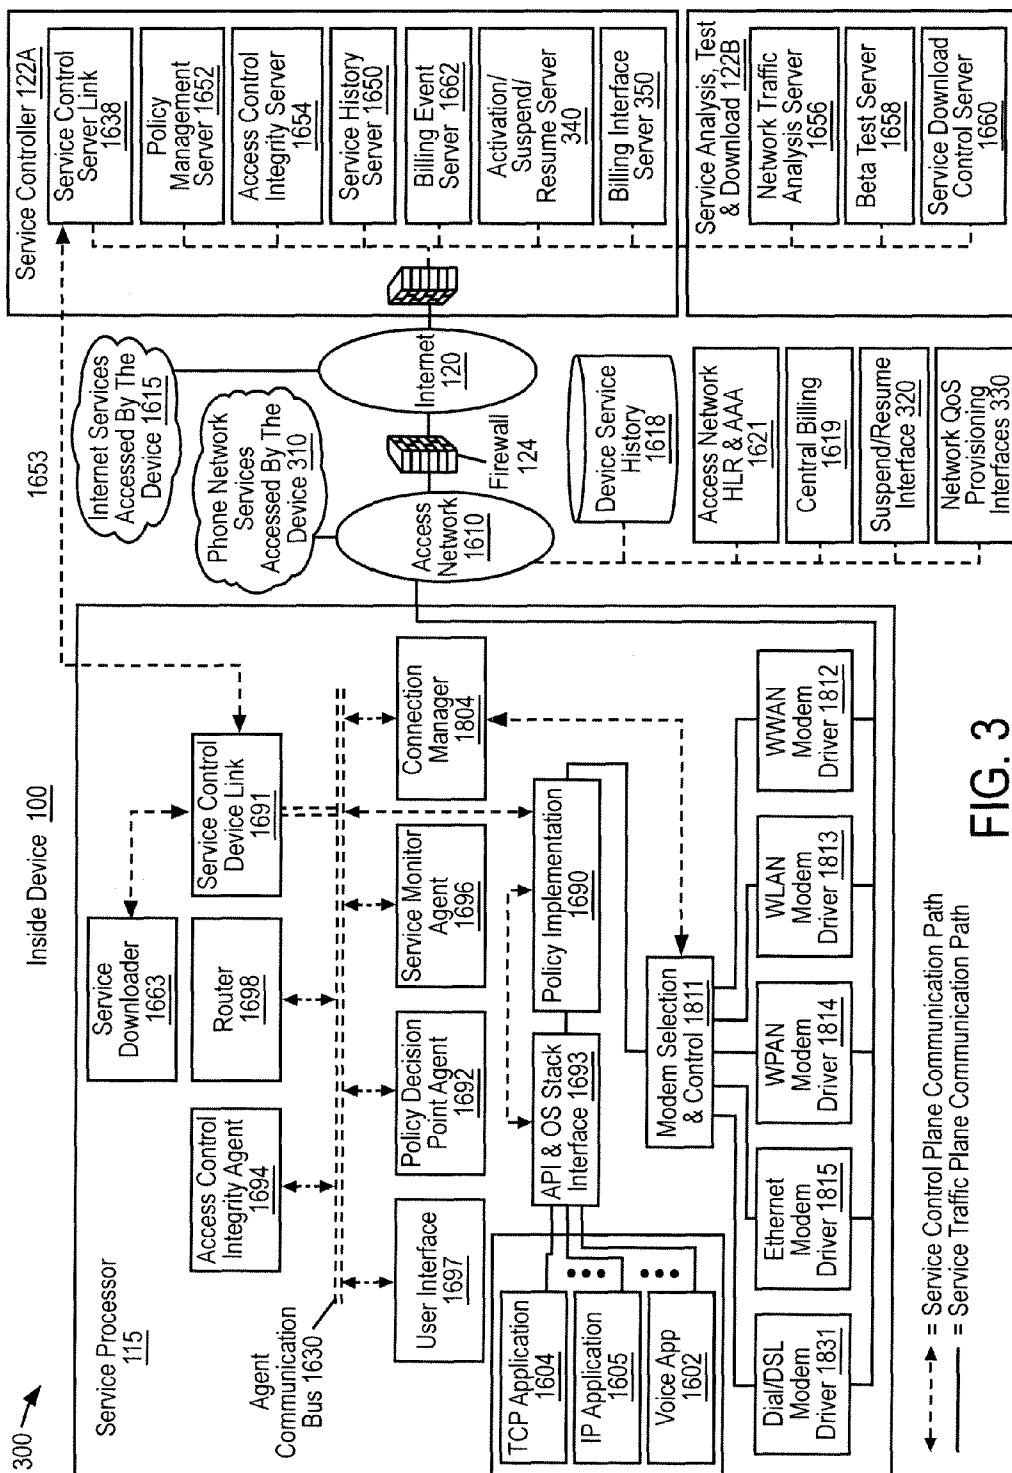 300
Inside Device 100
Service Processor
115
Service
Downloader
1663
Access Control
Integrity Agent
1694
Router
1698
Service Control
Device Link
1691
Agent
Communication
Bus 1630
User Interface
1697
Policy Decision
Point Agent
1692
Service Monitor
Agent
1696
Connection
Manager
1804
TCP Application
1604
IP Application
1605
Voice App
1602
API & OS Stack
Interface 1693
Policy Implementation
1690
Modem Selection
& Control 1811
Dial/DSL
Modem
Driver 1831
Ethernet
Modem
Driver 1815
WPAN
Modem
Driver 1814
WLAN
Modem
Driver 1813
WWAN
Modem
Driver 1812
1653
Internet Services
Accessed By The
Device 1615
Phone Network
Services
Accessed By The
Device 310
Access
Network
1610
Firewall
124
Internet
120
Device Service
History
1618
Access Network
HLR & AAA
1621
Central Billing
1619
Suspend/Resume
Interface 320
Network QoS
Provisioning
Interfaces 330
Service Controller 122A
Service Control
Server Link
1638
Policy
Management
Server 1652
Access Control
Integrity Server
1654
Service History
Server 1650
Billing Event
Server 1662
Activation/
Suspend/
Resume Server
340
Billing Interface
Server 350
Service Analysis, Test
& Download 122B
Network Traffic
Analysis Server
1656
Beta Test Server
1658
Service Download
Control Server
1660
= Service Control Plane Communication Path
= Service Traffic Plane Communication Path
FIG. 3